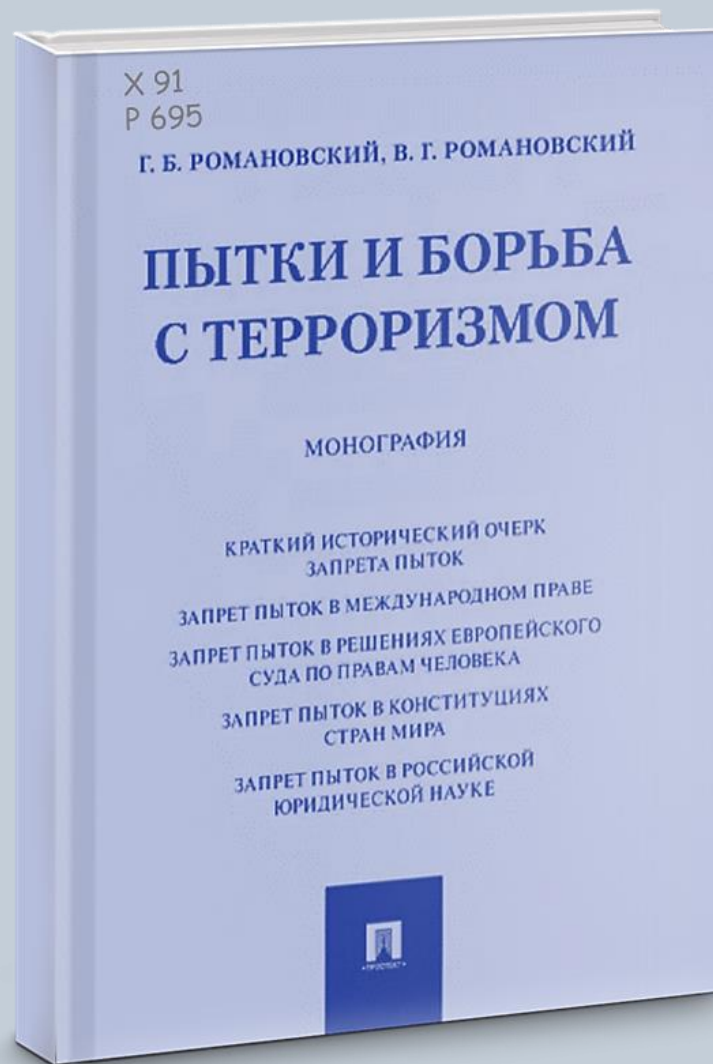 Х 91
Р 695
Г. Б. РОМАНОВСКИЙ, В. Г. РОМАНОВСКИЙ
ПЫТКИ И БОРЬБА
С ТЕРРОРИЗМОМ
МОНОГРАФИЯ
КРАТКИЙ ИСТОРИЧЕСКИЙ ОЧЕРК
ЗАПРЕТА ПЫТОК
ЗАПРЕТ ПЫТОК В МЕЖДУНАРОДНОМ ПРАВЕ
ЗАПРЕТ ПЫТОК В РЕШЕНИЯХ ЕВРОПЕЙСКОГО
СУДА ПО ПРАВАМ ЧЕЛОВЕКА
ЗАПРЕТ ПЫТОК В КОНСТИТУЦИЯХ
СТРАН МИРА
ЗАПРЕТ ПЫТОК В РОССИЙСКОЙ
ЮРИДИЧЕСКОЙ НАУКЕ
•ПРОСПЕКТ•